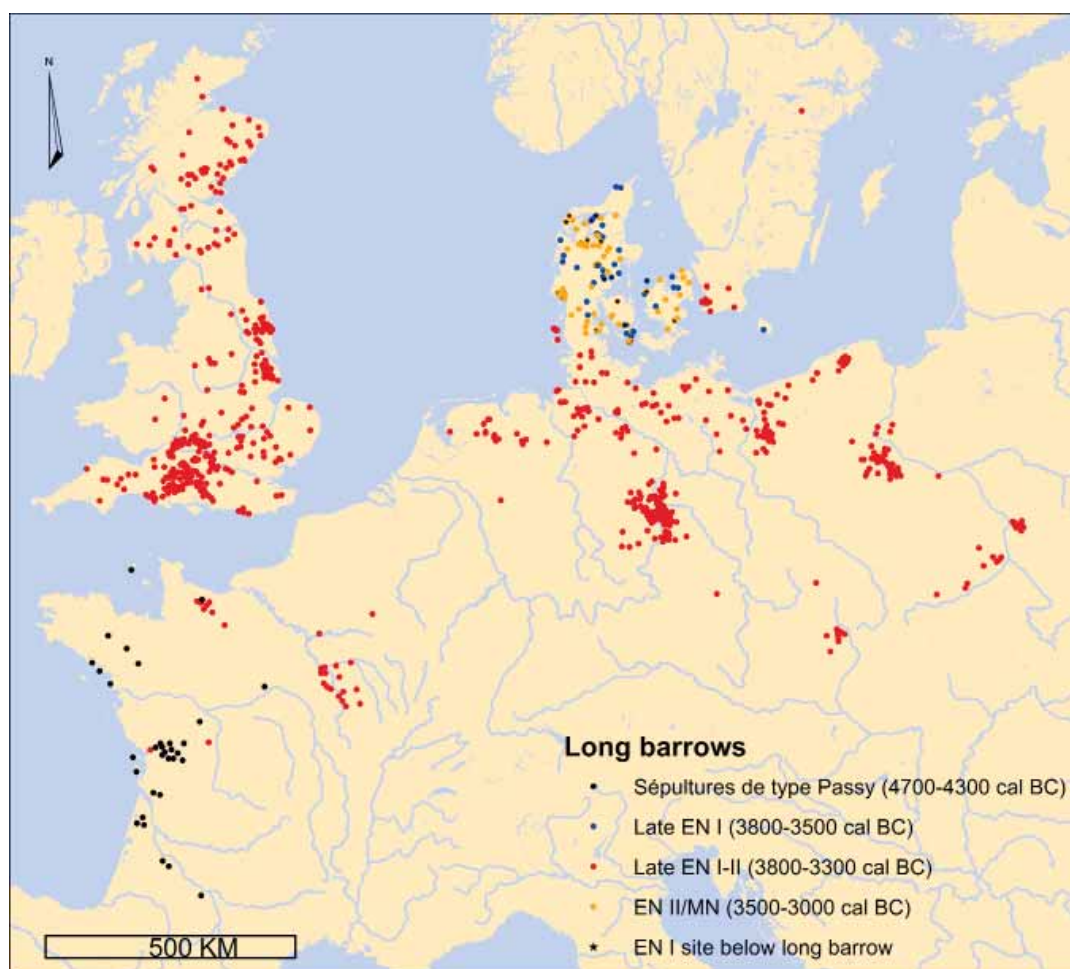 N
Long barrows
Sépultures de type Passy (4700-4300 cal BC)
Late EN I (3800-3500 cal BC)
Late EN I-II (3800-3300 cal BC)
EN II/MN (3500-3000 cal BC)
EN I site below long barrow
500 KM